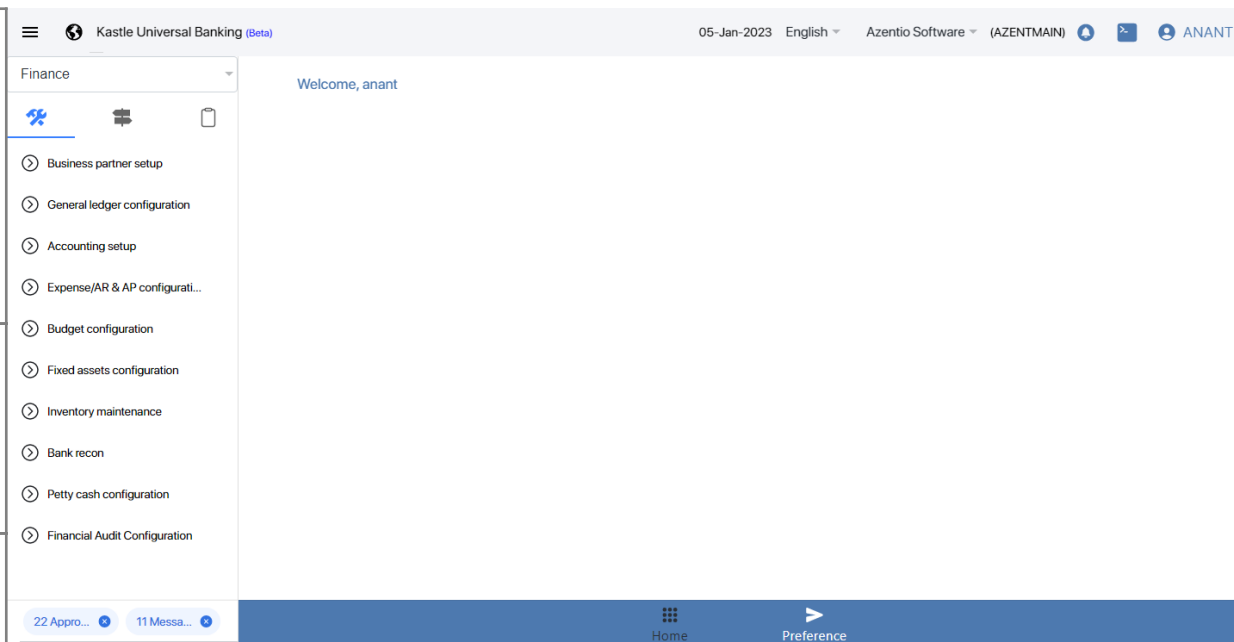 Kastle Universal Banking (Beta) 05-Jan-2023 English Azentio Software (AZENTMAIN) >_ ANANT
Finance
Welcome, anant
Business partner setup
General ledger configuration
Accounting setup
Expense/AR & AP configurati...
Budget configuration
Fixed assets configuration
Inventory maintenance
Bank recon
Petty cash configuration
Financial Audit Configuration
22 Appro... 11 Messa...
Home Preference